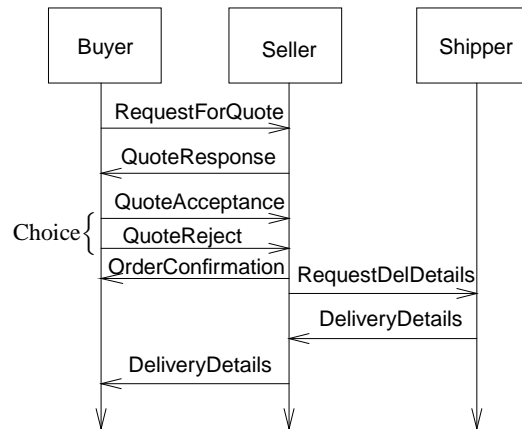 Buyer
Seller
Shipper
RequestForQuote
QuoteResponse
QuoteAcceptance
Choice
QuoteReject
OrderConfirmation
RequestDelDetails
DeliveryDetails
DeliveryDetails